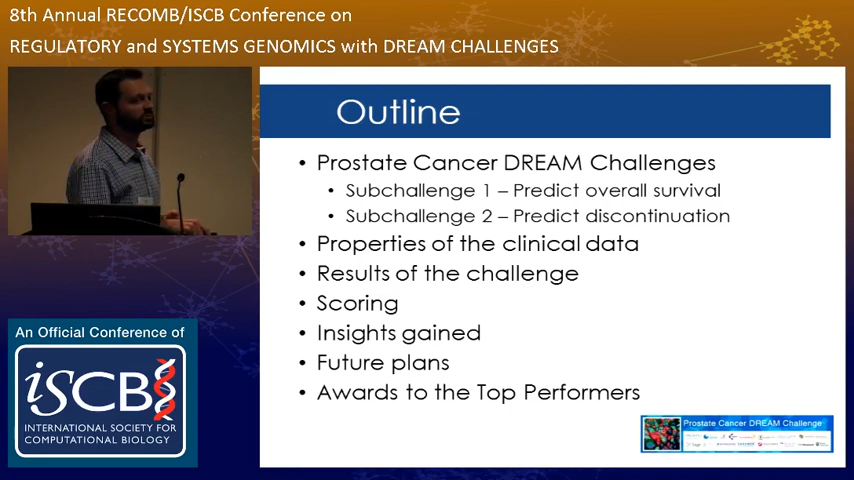 8th Annual RECOMB/ISCB Conference on
REGULATORY and SYSTEMS GENOMICS with DREAM CHALLENGES
Outline
• Prostate Cancer DREAM Challenges
• Subchallenge 1 – Predict overall survival
• Subchallenge 2 – Predict discontinuation
• Properties of the clinical data
• Results of the challenge
• Scoring
• Insights gained
• Future plans
• Awards to the Top Performers
Prostate Cancer DREAM Challenge
An Official Conference of
iSCB
INTERNATIONAL SOCIETY FOR
COMPUTATIONAL BIOLOGY